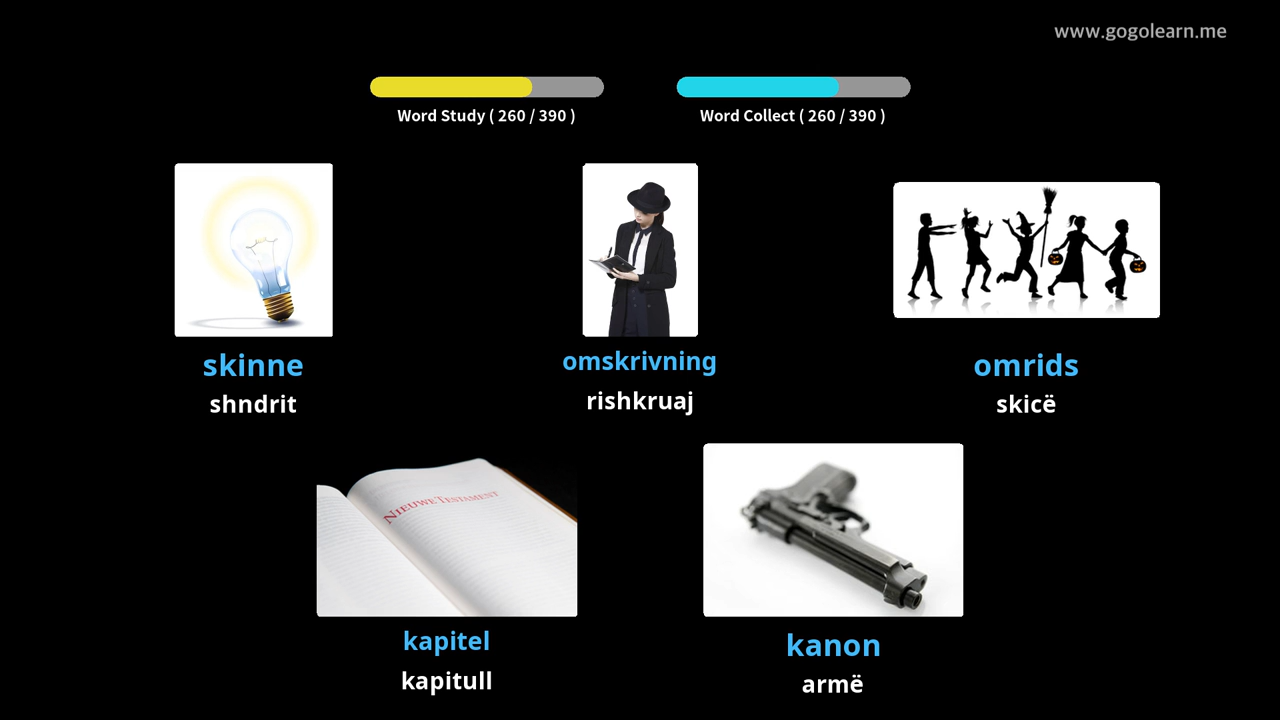 www.gogolearn.me
Word Study ( 260 / 390 )
Word Collect ( 260 / 390 )
skinne
shndrit
omskrivning
rishkruaj
omrids
skicë
NIEUWE TESTAMENT
kapitel
kapitull
kanon
armë